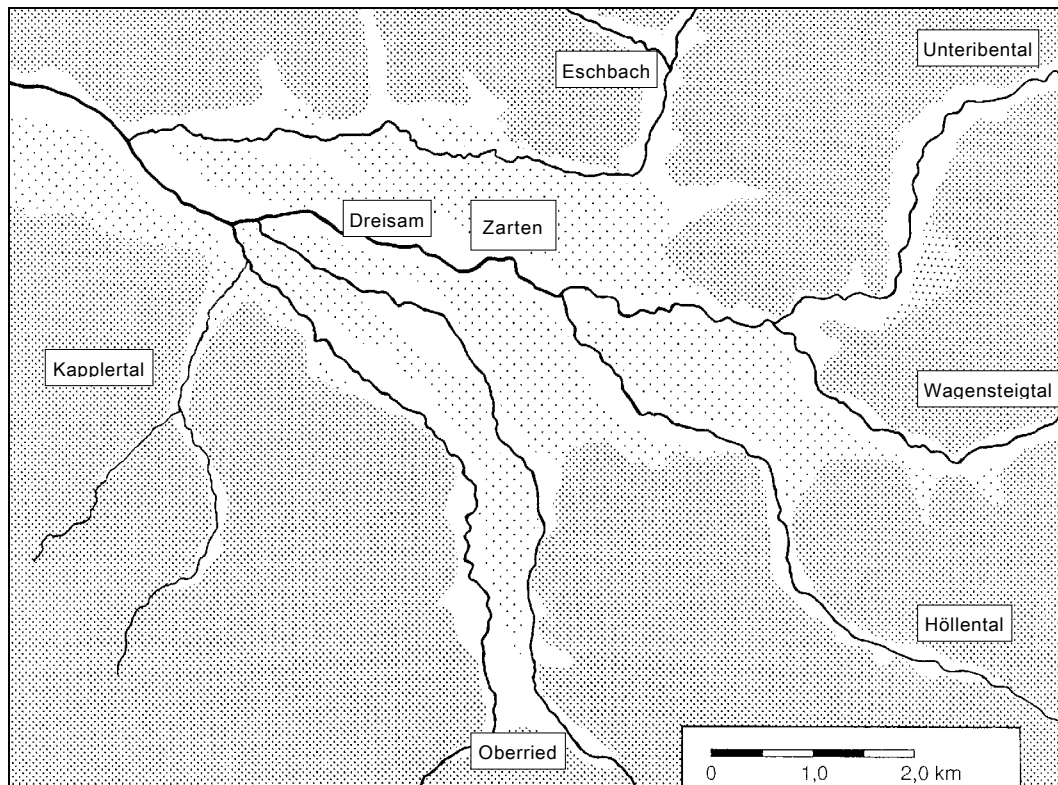 Eschbach
Unteribental
Dreisam
Zarten
Kapplertal
Wagensteigtal
Höllental
Oberried
0 1,0 2,0 km